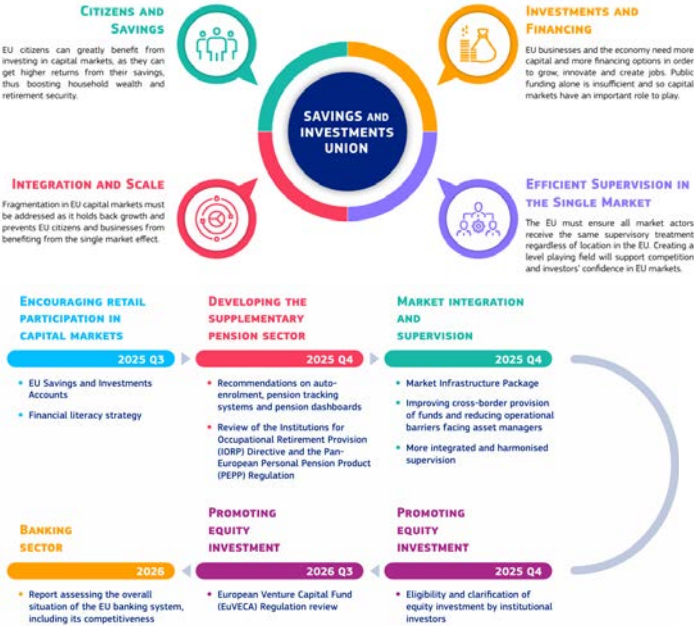 CITIZENS AND
SAVINGS
EU citizens can greatly benefit from
investing in capital markets, as they can
get higher returns from their savings,
thus boosting household wealth and
retirement security.
INVESTMENTS AND
FINANCING
EU businesses and the economy need more
capital and more financing options in order
to grow, innovate and create jobs. Public
funding alone is insufficient and so capital
markets have an important role to play.
SAVINGS AND
INVESTMENTS
UNION
INTEGRATION AND SCALE
Fragmentation in EU capital markets must
be addressed as it holds back growth and
prevents EU citizens and businesses from
benefiting from the single market effect.
EFFICIENT SUPERVISION IN
THE SINGLE MARKET
The EU must ensure all market actors
receive the same supervisory treatment
regardless of location in the EU. Creating a
level playing field will support competition
and investors' confidence in EU markets.
ENCOURAGING RETAIL
PARTICIPATION IN
CAPITAL MARKETS
2025 Q3
• EU Savings and Investments
Accounts
• Financial literacy strategy
DEVELOPING THE
SUPPLEMENTARY
PENSION SECTOR
2025 Q4
• Recommendations on auto-
enrolment, pension tracking
systems and pension dashboards
• Review of the Institutions for
Occupational Retirement Provision
(IORP) Directive and the Pan-
European Personal Pension Product
(PEPP) Regulation
MARKET INTEGRATION
AND
SUPERVISION
2025 Q4
• Market Infrastructure Package
• Improving cross-border provision
of funds and reducing operational
barriers facing asset managers
• More integrated and harmonised
supervision
BANKING
SECTOR
2026
• Report assessing the overall
situation of the EU banking system,
including its competitiveness
PROMOTING
EQUITY
INVESTMENT
2026 Q3
• European Venture Capital Fund
(EuVECA) Regulation review
PROMOTING
EQUITY
INVESTMENT
2025 Q4
• Eligibility and clarification of
equity investment by institutional
investors